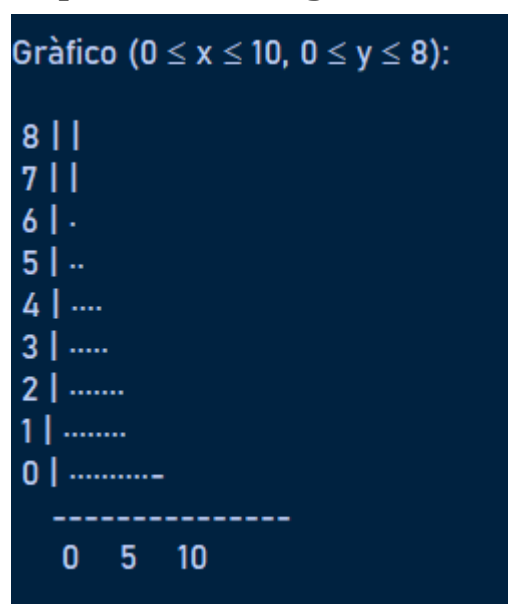 Gràfico (0 ≤ x ≤ 10, 0 ≤ y ≤ 8):
8 | |
7 | |
6 | .
5 | ..
4 | ....
3 | .....
2 | .......
1 | ........
0 | ..........-
---------------
0 5 10